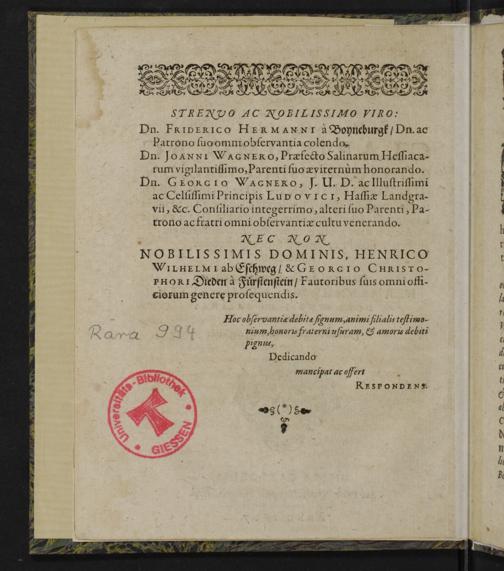 STRENUO AC NOBILISSIMO VIRO:
Dn. FRIDERICO HERMANNI à Boyneburgk/ Dn. ac
Patrono suo omni observantia colendo.
Dn. JOANNI WAGNERO, Præfecto Salinarum Hessiaca-
rum vigilantissimo, Parenti suo æviternùm honorando.
Dn. GEORGIO WAGNERO, J. U. D. ac Illustrissimi
ac Celsissimi Principis LUDOVICI, Hassiæ Landgra-
vii, &c. Consiliario integerrimo, alteri suo Parenti, Pa-
trono ac fratri omni observantiæ cultu venerando.
NEC NON
NOBILISSIMIS DOMINIS, HENRICO
WILHELMI ab Eschweg/ & GEORGIO CHRISTO-
PHORI Dieden à Fürstenstein/ Fautoribus suis omni offi-
ciorum genere prosequendis.
Hoc observantiæ debitæ signum, animi filialis testimo-
nium, honoris fraterni usuram, & amoris debiti
pignus,
Dedicando
mancipat ac offert
RESPONDENS.
(*)
Rara 994
Universitäts-Bibliothek
GIESSEN